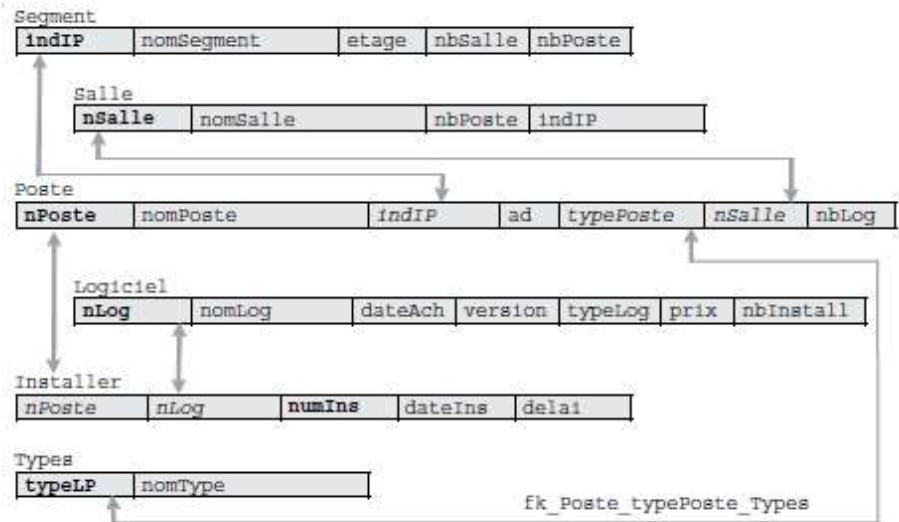 Segment
indIP nomSegment etage nbSalle nbPoste
Salle
nSalle nomSalle nbPoste indIP
Poste
nPoste nomPoste indIP ad typePoste nSalle nbLog
Logiciel
nLog nomLog dateAch version typeLog prix nbInstall
Installer
nPoste nLog numIns dateIns delai
Types
typeLP nomType
fk_Poste_typePoste_Types